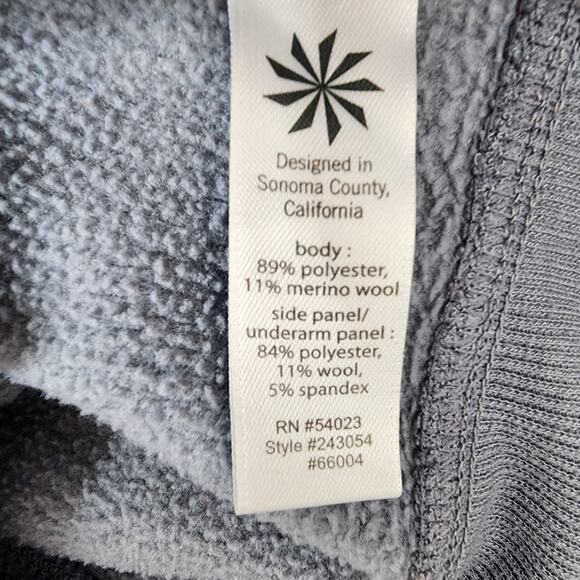 Designed in
Sonoma County,
California
body :
89% polyester,
11% merino wool
side panel/
underarm panel :
84% polyester,
11% wool,
5% spandex
RN #54023
Style #243054
#66004